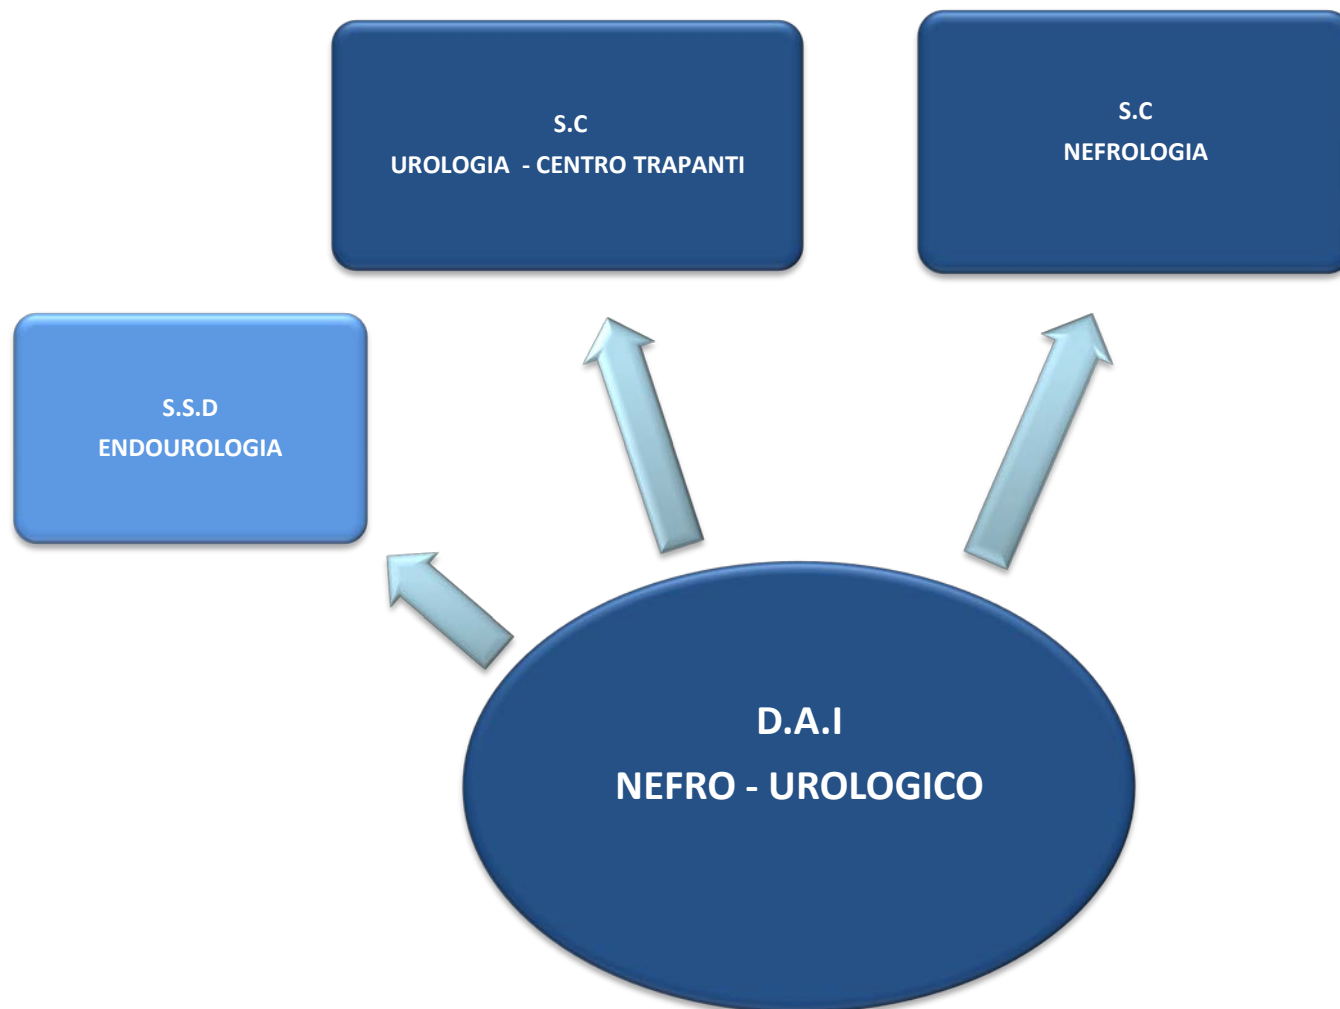 S.C
UROLOGIA - CENTRO TRAPANTI
S.C
NEFROLOGIA
S.S.D
ENDOUROLOGIA
D.A.I
NEFRO - UROLOGICO